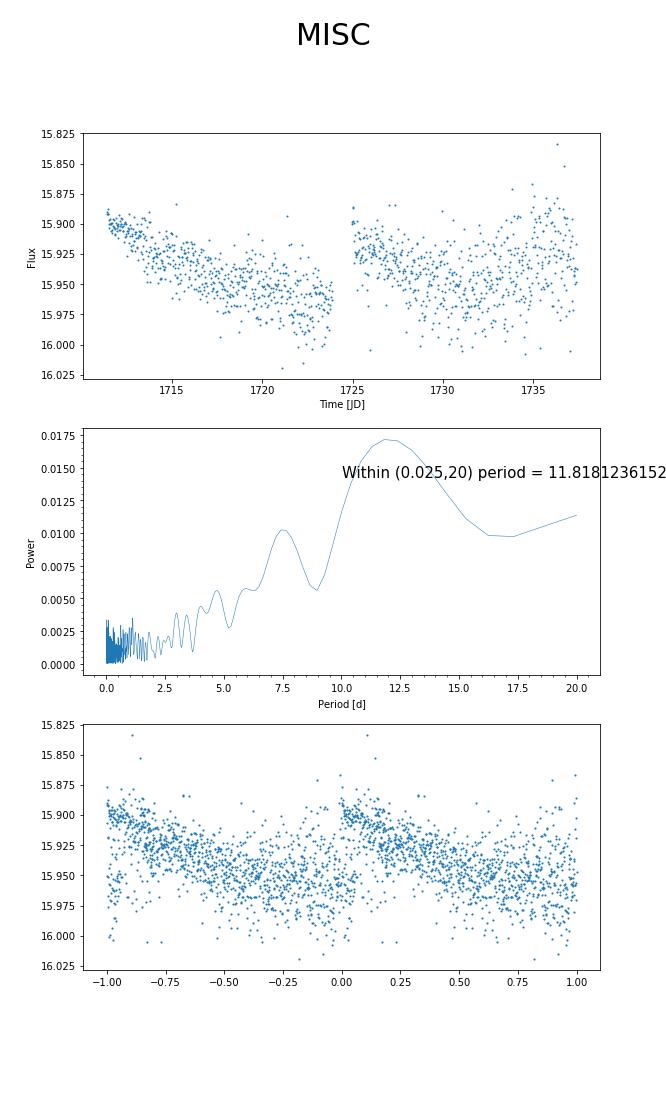 MISC
15.825
15.850
15.875
15.900
15.925
15.950
15.975
16.000
16.025
Flux
1715 1720 1725 1730 1735
Time [JD]
0.0175
0.0150
0.0125
0.0100
0.0075
0.0050
0.0025
0.0000
Power
Within (0.025,20) period = 11.8181236152
0.0 2.5 5.0 7.5 10.0 12.5 15.0 17.5 20.0
Period [d]
15.825
15.850
15.875
15.900
15.925
15.950
15.975
16.000
16.025
−1.00 −0.75 −0.50 −0.25 0.00 0.25 0.50 0.75 1.00